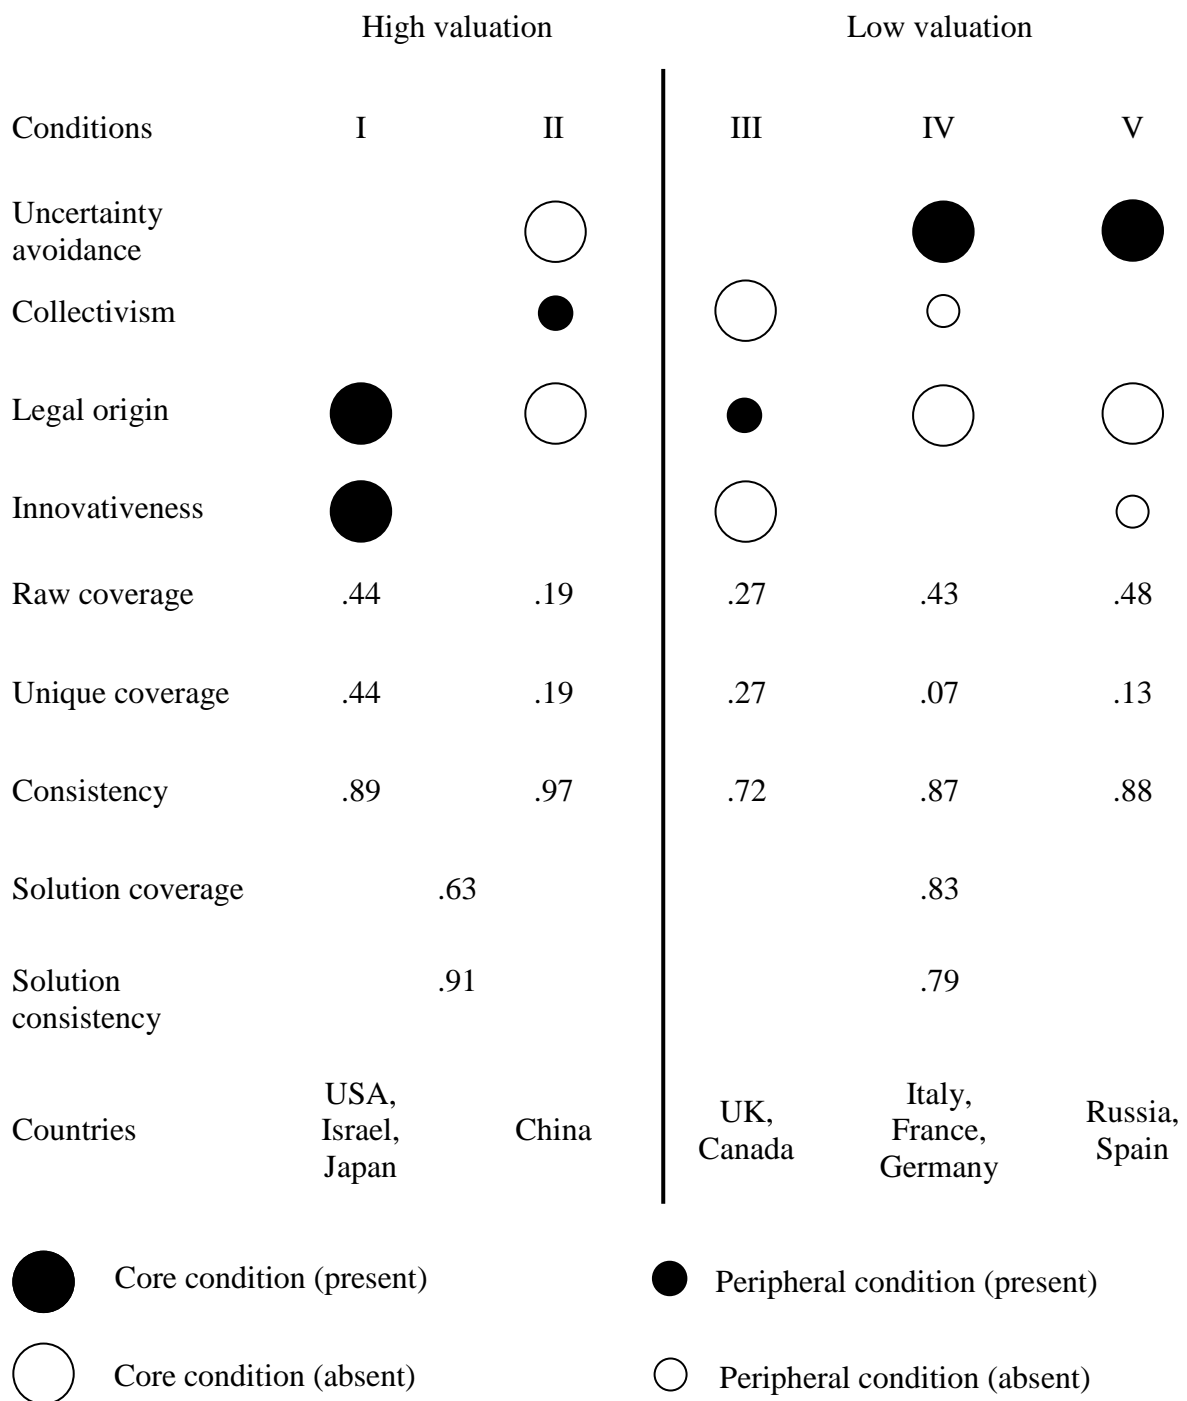 High valuation Low valuation
Conditions I II III IV V
Uncertainty
avoidance
Collectivism
Legal origin
Innovativeness
Raw coverage .44 .19 .27 .43 .48
Unique coverage .44 .19 .27 .07 .13
Consistency .89 .97 .72 .87 .88
Solution coverage .63 .83
Solution
consistency
.91 .79
Countries
USA,
Israel,
Japan
China
UK,
Canada
Italy,
France,
Germany
Russia,
Spain
Core condition (present) Peripheral condition (present)
Core condition (absent) Peripheral condition (absent)